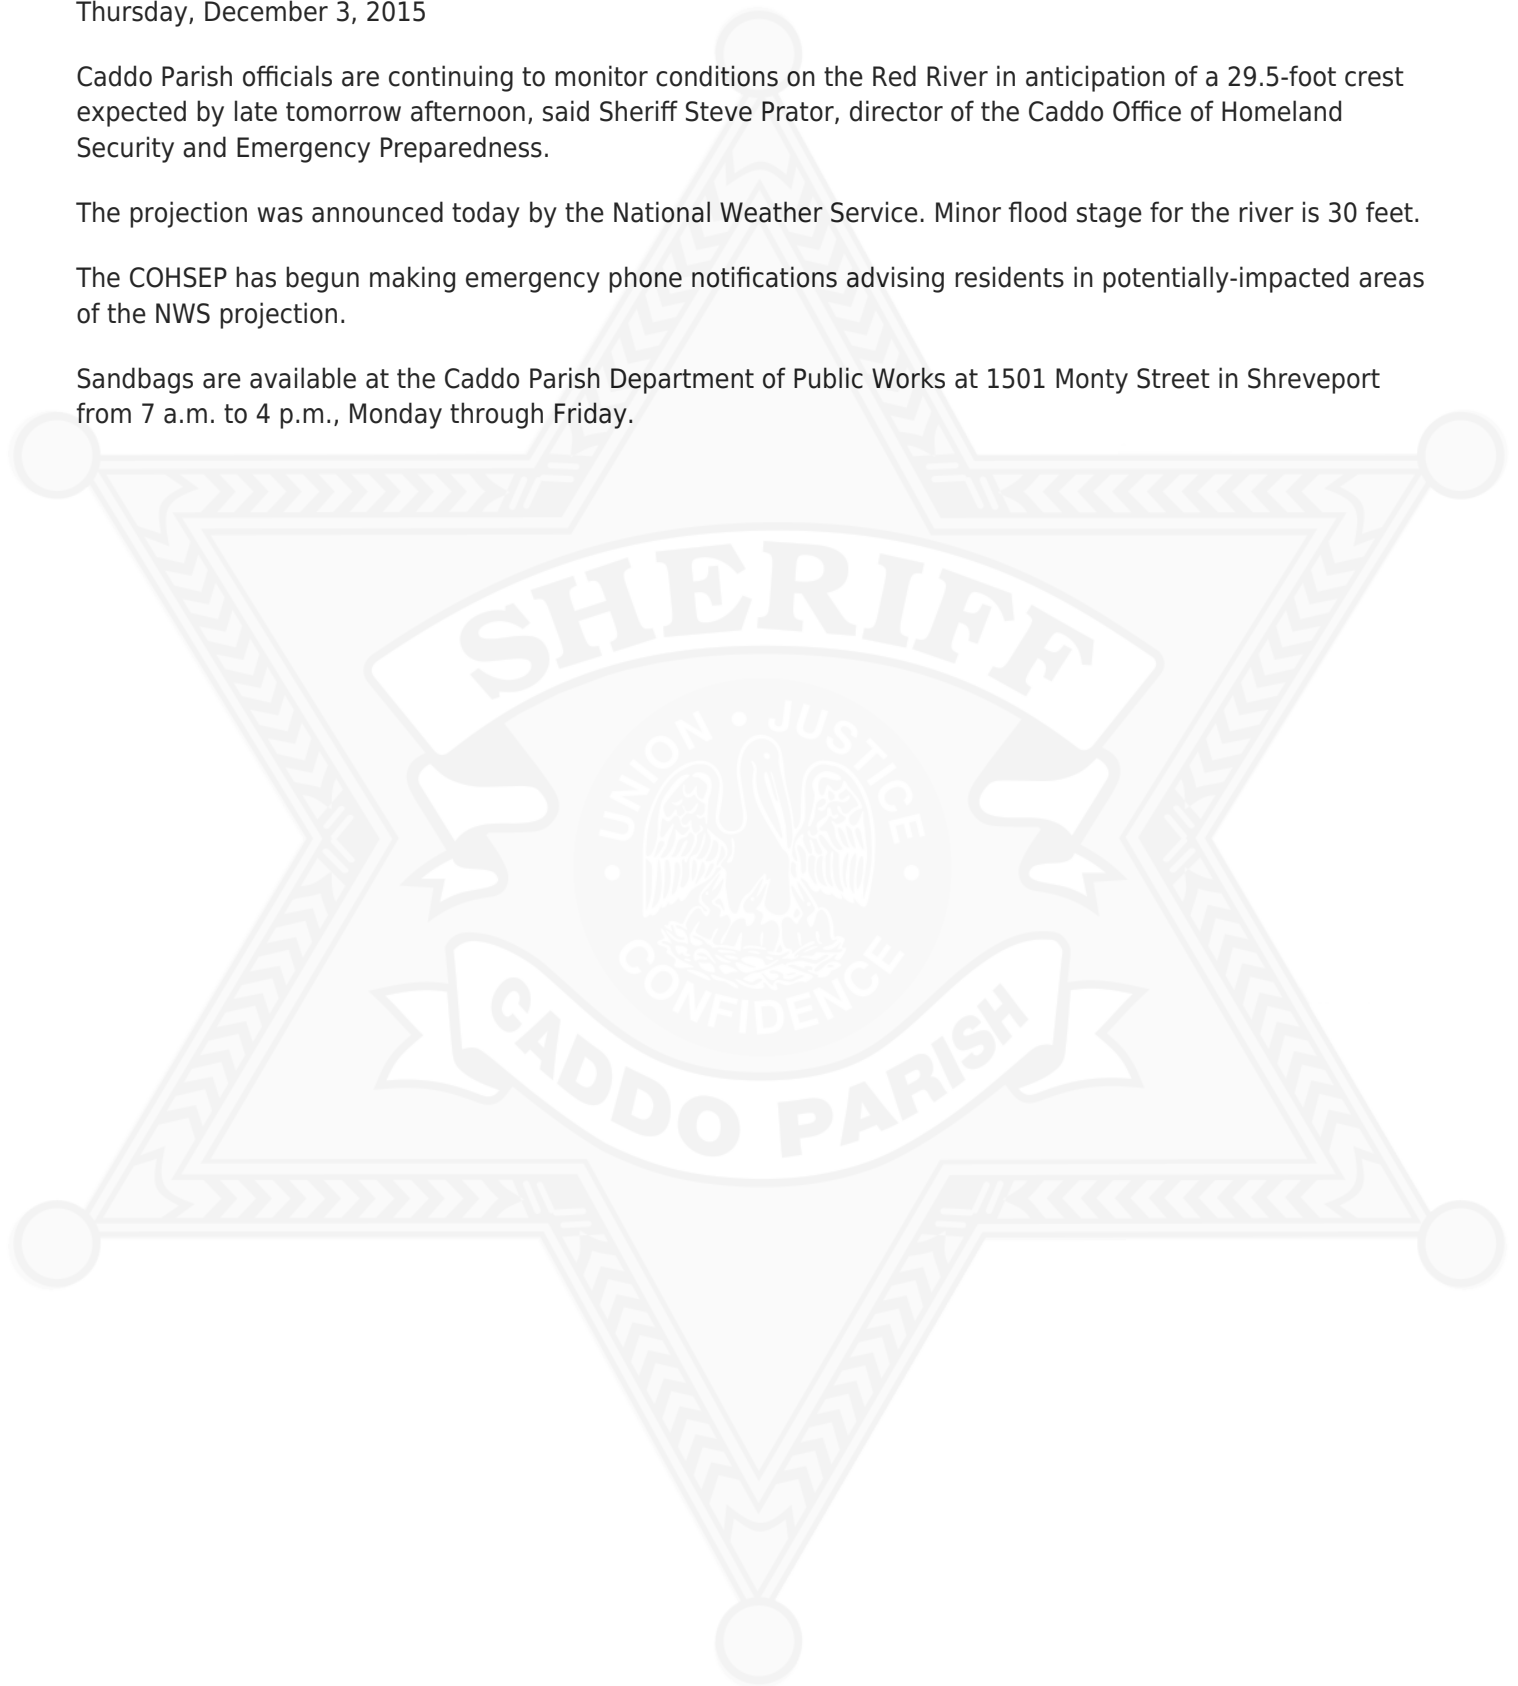 Thursday, December 3, 2015
Caddo Parish officials are continuing to monitor conditions on the Red River in anticipation of a 29.5-foot crest
expected by late tomorrow afternoon, said Sheriff Steve Prator, director of the Caddo Office of Homeland
Security and Emergency Preparedness.
The projection was announced today by the National Weather Service. Minor flood stage for the river is 30 feet.
The COHSEP has begun making emergency phone notifications advising residents in potentially-impacted areas
of the NWS projection.
Sandbags are available at the Caddo Parish Department of Public Works at 1501 Monty Street in Shreveport
from 7 a.m. to 4 p.m., Monday through Friday.
SHERIFF
UNION • JUSTICE
• CONFIDENCE •
CADDO PARISH